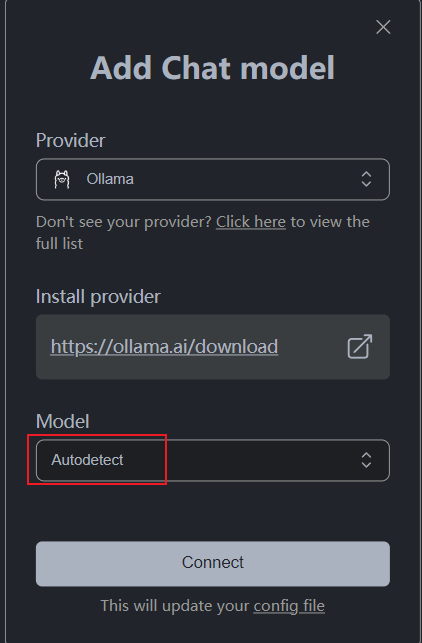 Add Chat model
Provider
Ollama
Don't see your provider? Click here to view the
full list
Install provider
https://ollama.ai/download
Model
Autodetect
Connect
This will update your config file